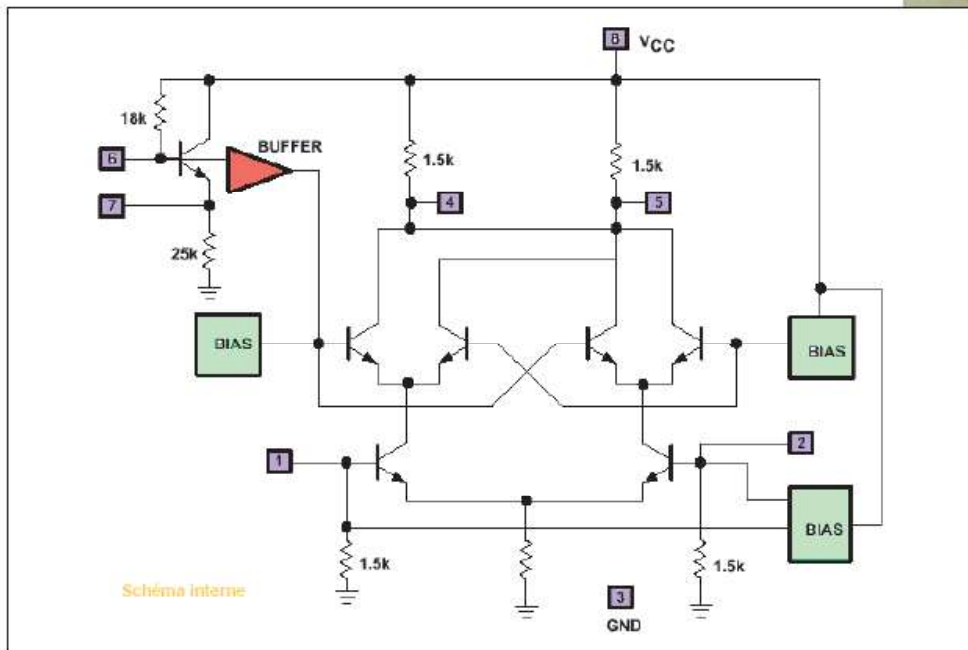 8 VCC
18k
6
BUFFER
1.5k
1.5k
7
4
5
25k
BIAS
BIAS
1
2
BIAS
1.5k
1.5k
Schéma interne
3
GND